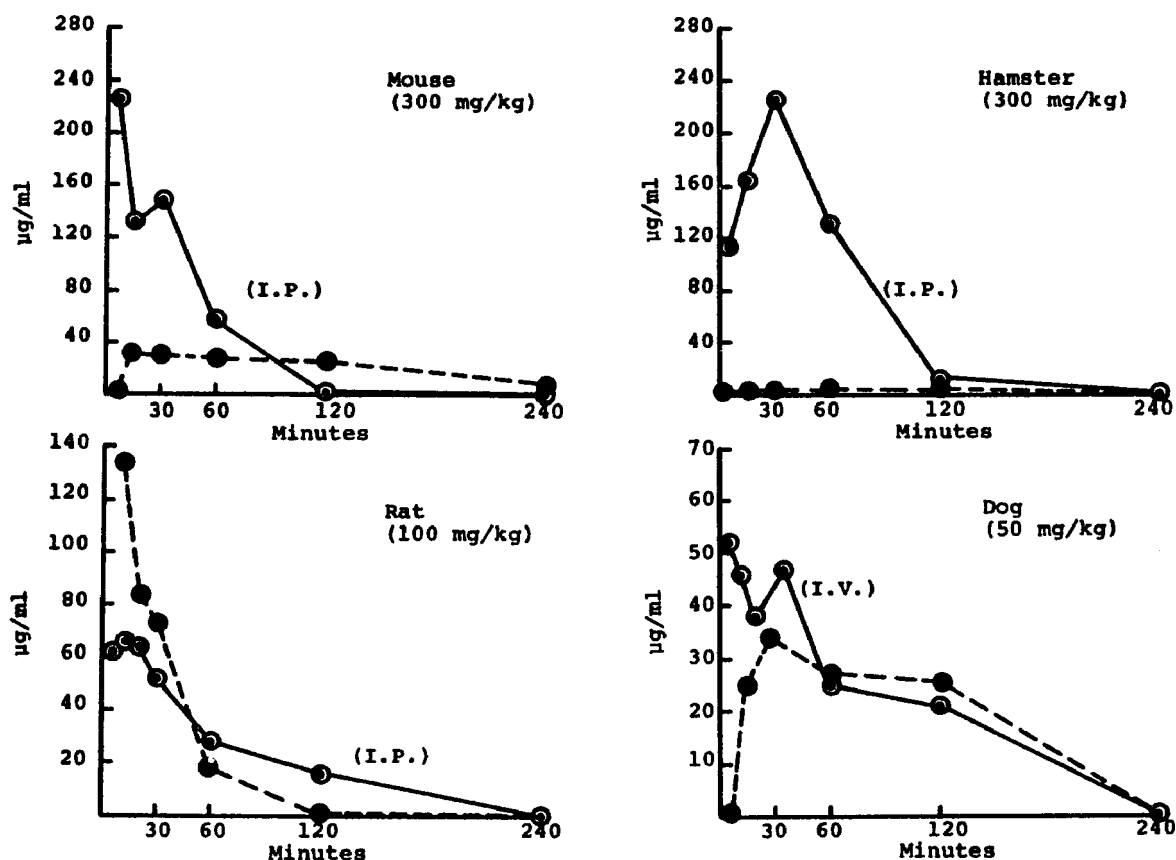 280
240
200
160
120
80
40
µg/ml
Mouse
(300 mg/kg)
(I.P.)
30
60
120
240
Minutes
280
240
200
160
120
80
40
µg/ml
Hamster
(300 mg/kg)
(I.P.)
30
60
120
240
Minutes
140
120
100
80
60
40
20
µg/ml
Rat
(100 mg/kg)
(I.P.)
30
60
120
240
Minutes
70
60
50
40
30
20
10
µg/ml
Dog
(50 mg/kg)
(I.V.)
30
60
120
240
Minutes